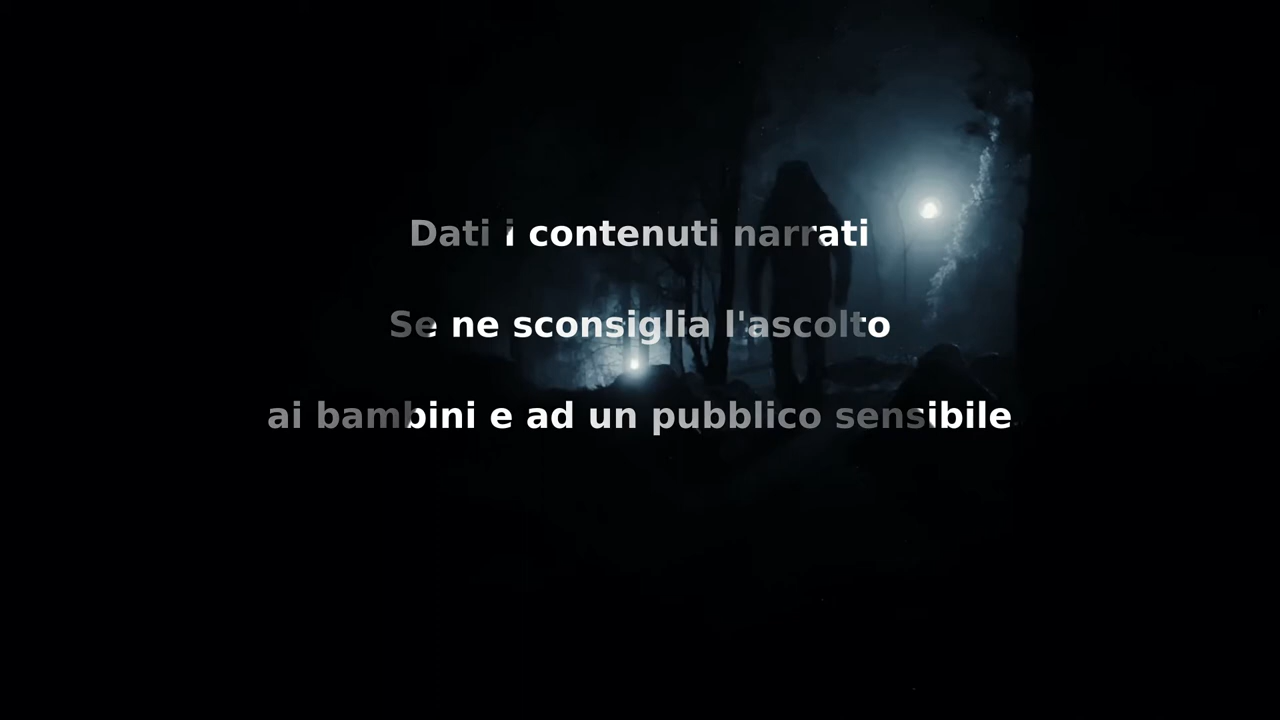 Dati i contenuti narrati
Se ne sconsiglia l'ascolto
ai bambini e ad un pubblico sensibile